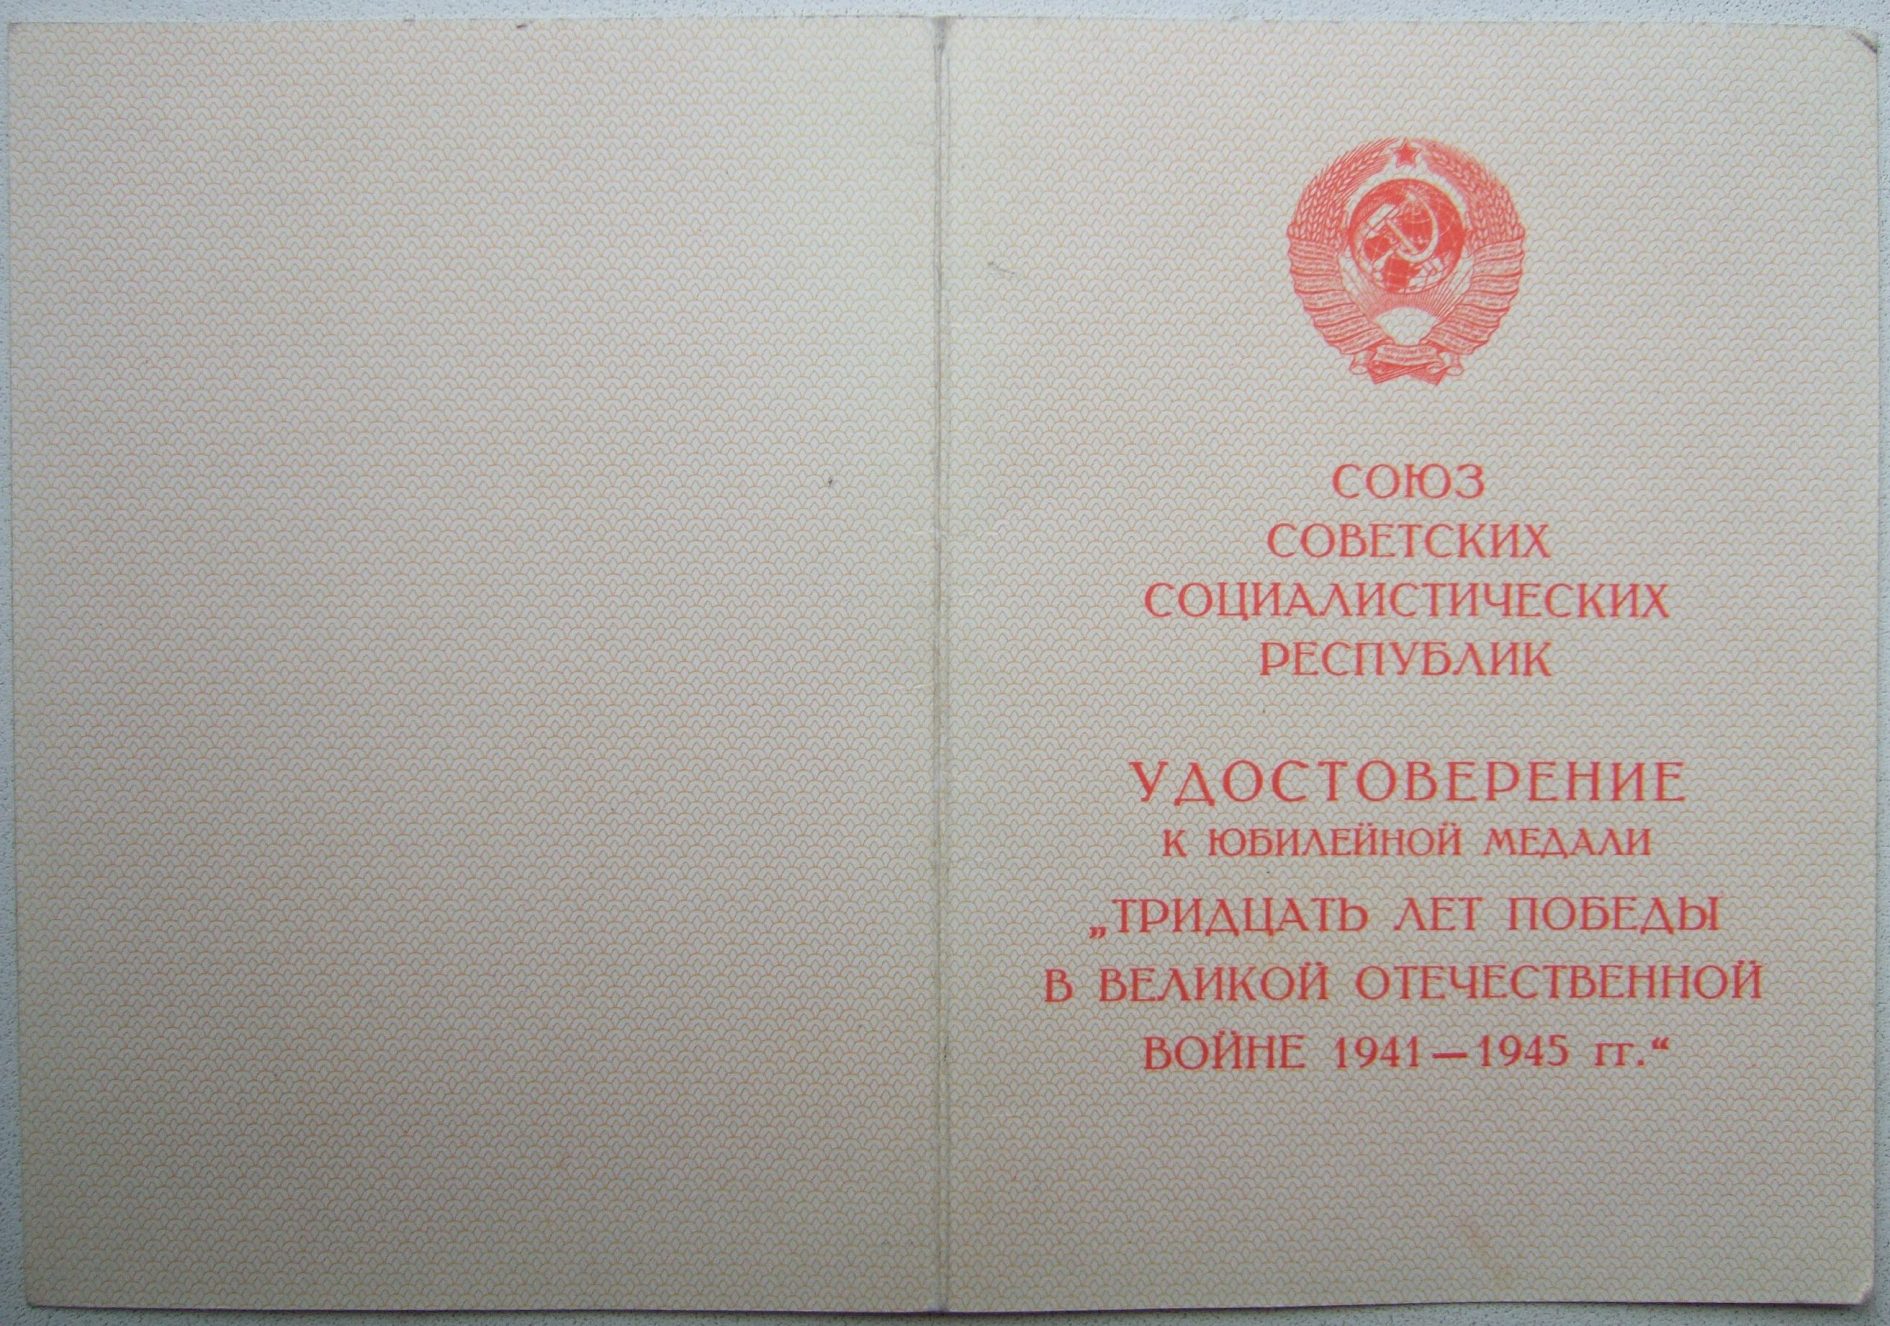 СОЮЗ
СОВЕТСКИХ
СОЦИАЛИСТИЧЕСКИХ
РЕСПУБЛИК
УДОСТОВЕРЕНИЕ
К ЮБИЛЕЙНОЙ МЕДАЛИ
„ТРИДЦАТЬ ЛЕТ ПОБЕДЫ
В ВЕЛИКОЙ ОТЕЧЕСТВЕННОЙ
ВОЙНЕ 1941—1945 гг.“